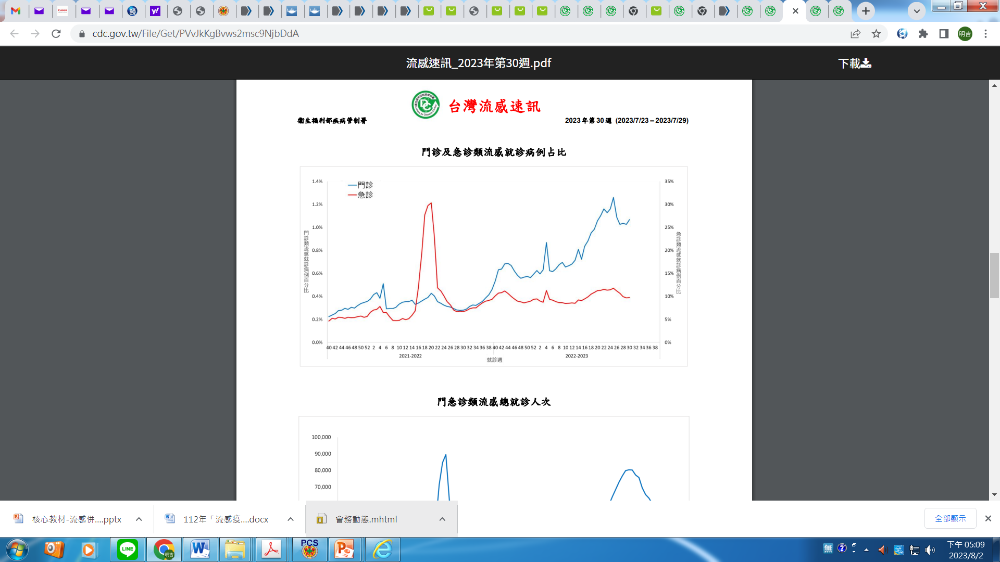 cdc.gov.tw/File/Get/PVvJkKgBvws2msc9NjbDdA
明吉
流感速訊_2023年第30週.pdf
下載
台灣流感速訊
衛生福利部疾病管制署
2023年第30週 (2023/7/23 – 2023/7/29)
門診及急診類流感就診病例占比
門診
急診
1.4%
1.2%
1.0%
0.8%
0.6%
0.4%
0.2%
0.0%
門診類流感就診病例百分比
35%
30%
25%
20%
15%
10%
5%
0%
急診類流感就診病例百分比
40 42 44 46 48 50 52 2 4 6 8 10 12 14 16 18 20 22 24 26 28 30 32 34 36 38 40 42 44 46 48 50 52 2 4 6 8 10 12 14 16 18 20 22 24 26 28 30 32 34 36 38
2021-2022
2022-2023
就診週
門急診類流感總就診人次
100,000
90,000
80,000
70,000
核心教材-流感併....pptx
112年「流感疫....docx
會務動態.mhtml
全部顯示
LINE
明吉
PCS
無
下午 05:09
2023/8/2